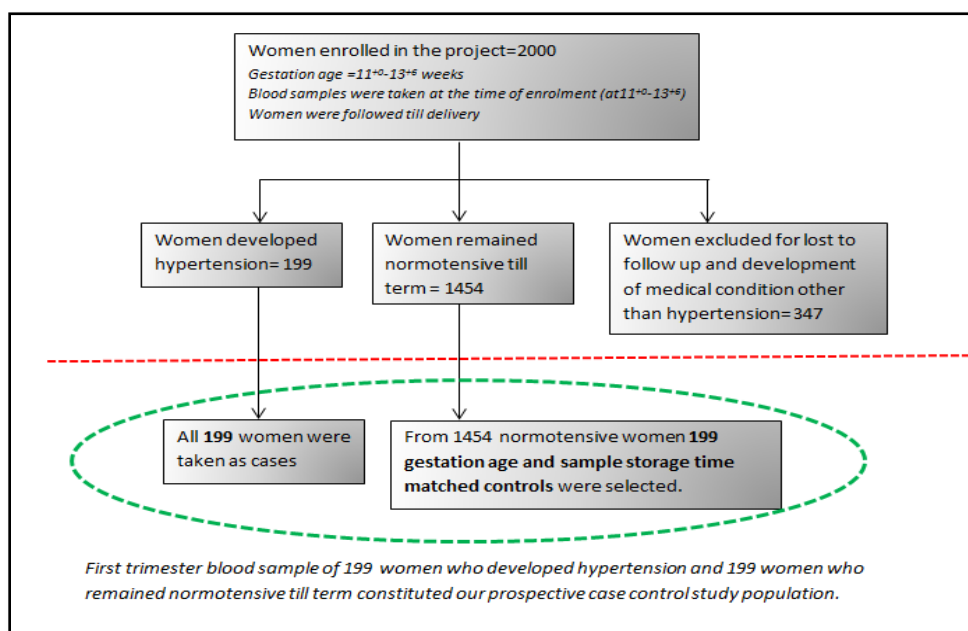 Women enrolled in the project=2000
Gestation age =11⁺⁰-13⁺⁶ weeks
Blood samples were taken at the time of enrolment (at11⁺⁰-13⁺⁶)
Women were followed till delivery
Women developed
hypertension= 199
Women remained
normotensive till
term = 1454
Women excluded for lost to
follow up and development
of medical condition other
than hypertension= 347
All 199 women were
taken as cases
From 1454 normotensive women 199
gestation age and sample storage time
matched controls were selected.
First trimester blood sample of 199 women who developed hypertension and 199 women who
remained normotensive till term constituted our prospective case control study population.